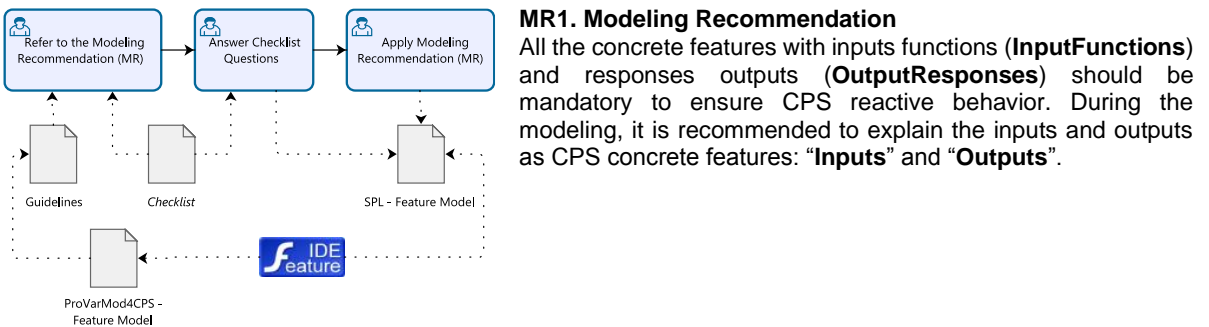 Refer to the Modeling
Recommendation (MR)
Answer Checklist
Questions
Apply Modeling
Recommendation (MR)
Guidelines
Checklist
SPL - Feature Model
IDE
Feature
ProVarMod4CPS -
Feature Model
MR1. Modeling Recommendation
All the concrete features with inputs functions (InputFunctions)
and responses outputs (OutputResponses) should be
mandatory to ensure CPS reactive behavior. During the
modeling, it is recommended to explain the inputs and outputs
as CPS concrete features: “Inputs” and “Outputs”.